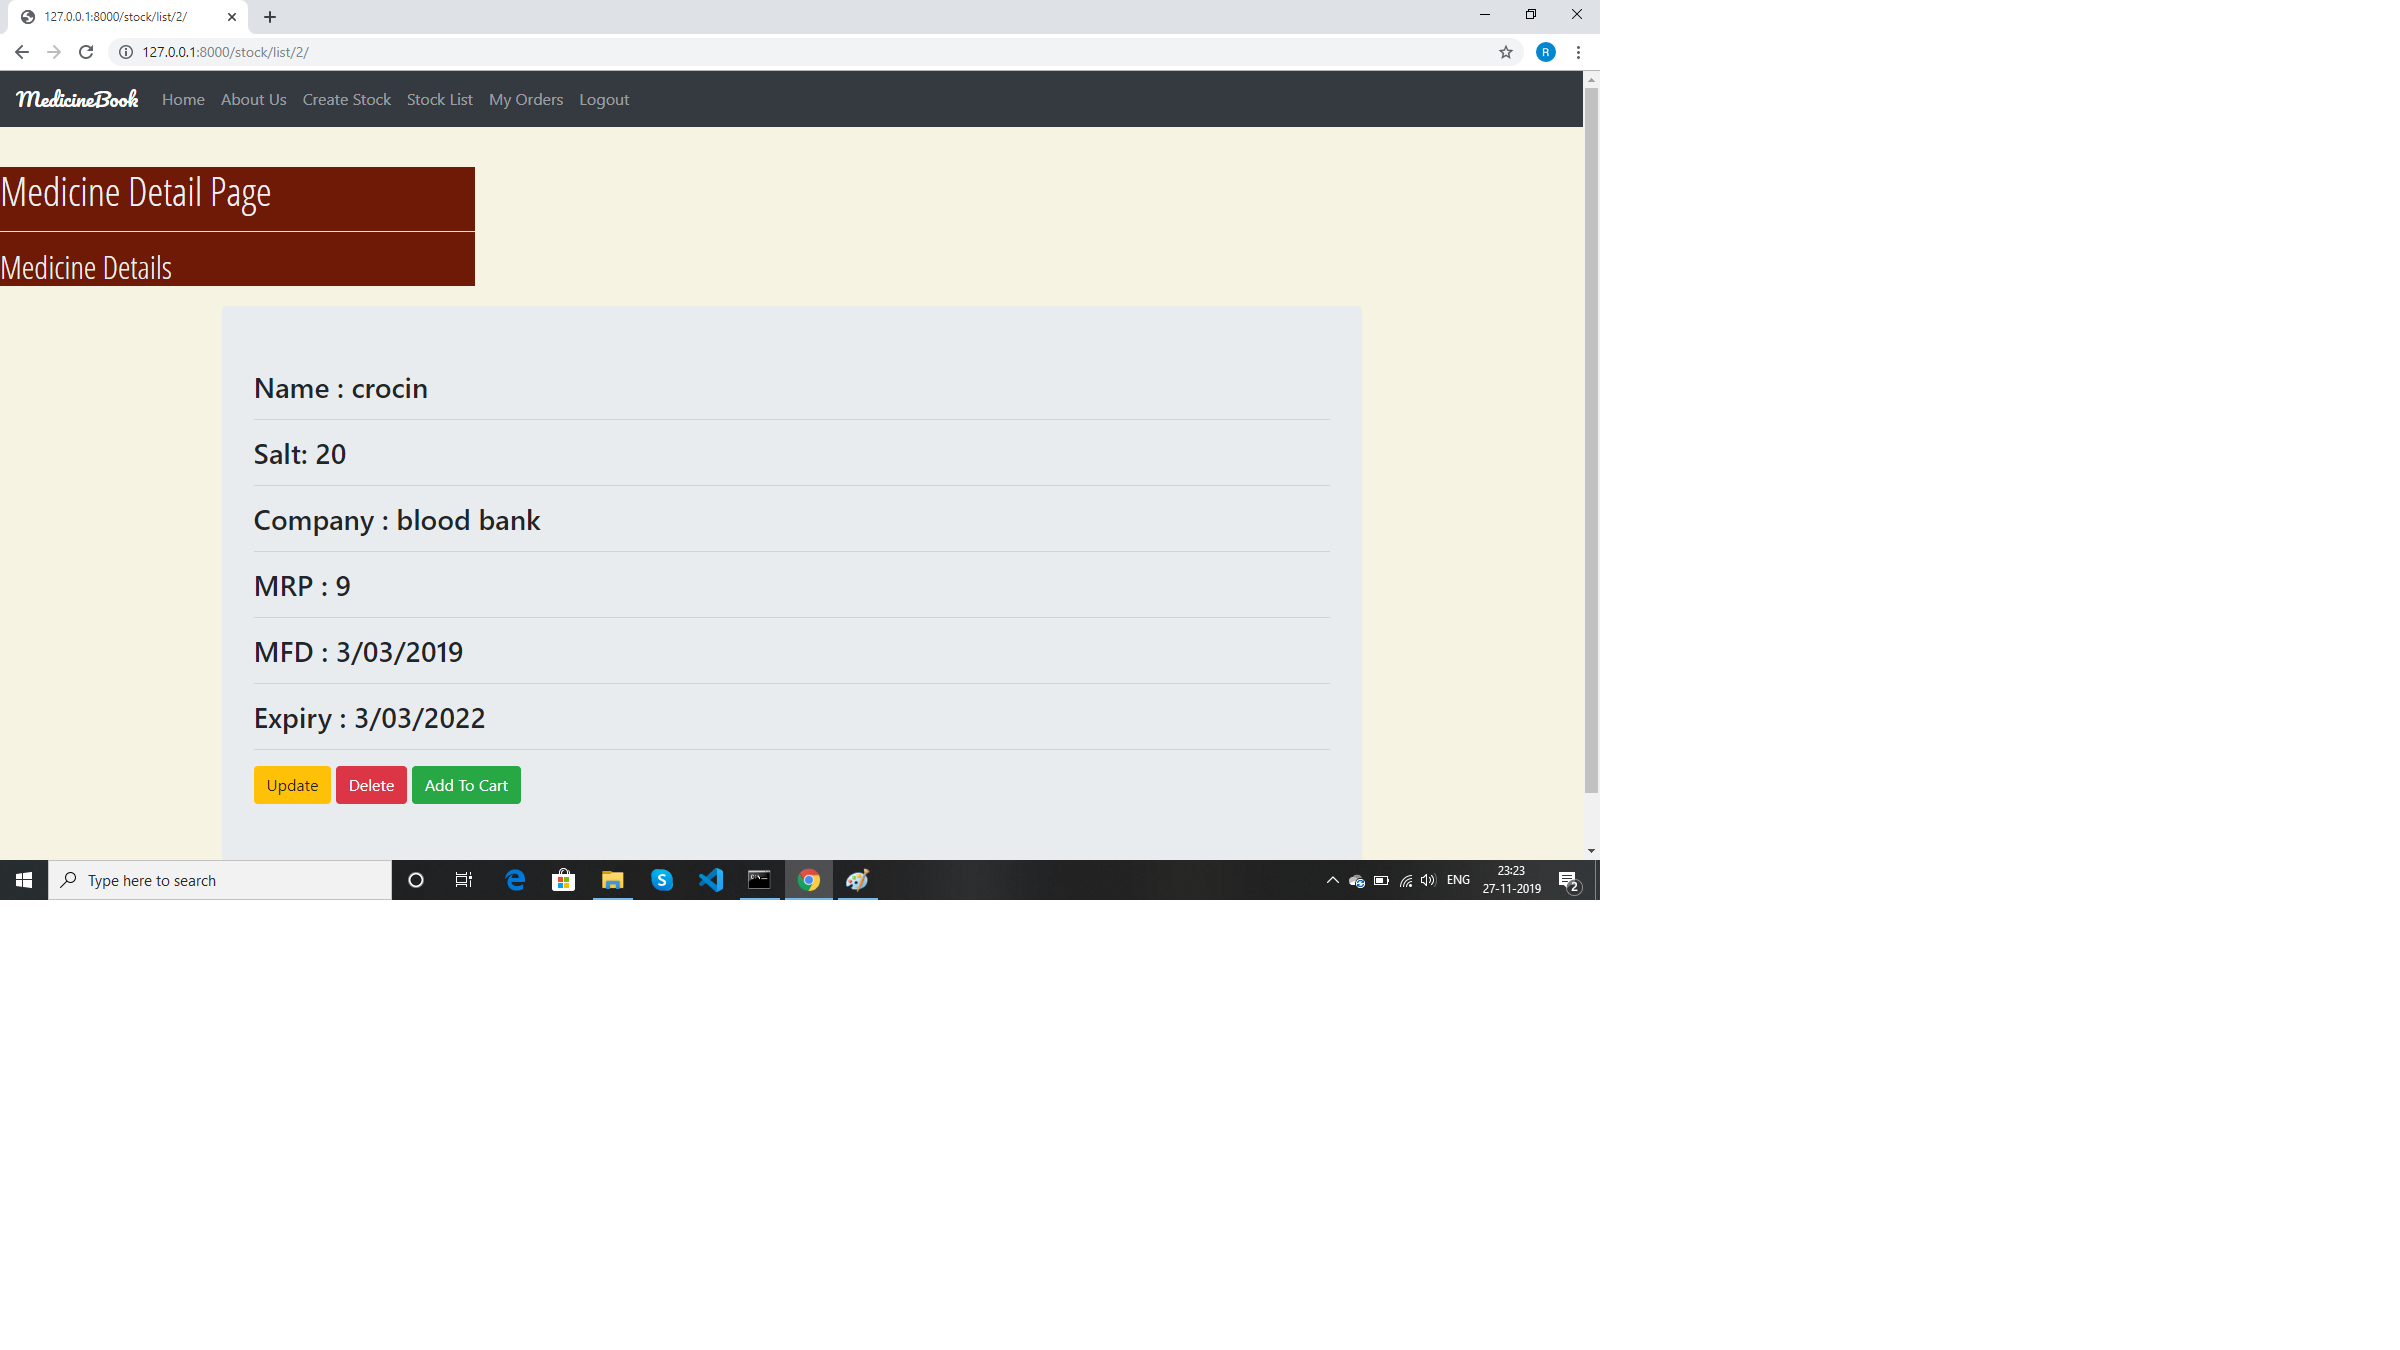 127.0.0.1:8000/stock/list/2/
127.0.0.1:8000/stock/list/2/
R
MedicineBook Home About Us Create Stock Stock List My Orders Logout
Medicine Detail Page
Medicine Details
Name : crocin
Salt: 20
Company : blood bank
MRP : 9
MFD : 3/03/2019
Expiry : 3/03/2022
Update Delete Add To Cart
Type here to search
ENG
23:23
27-11-2019
2